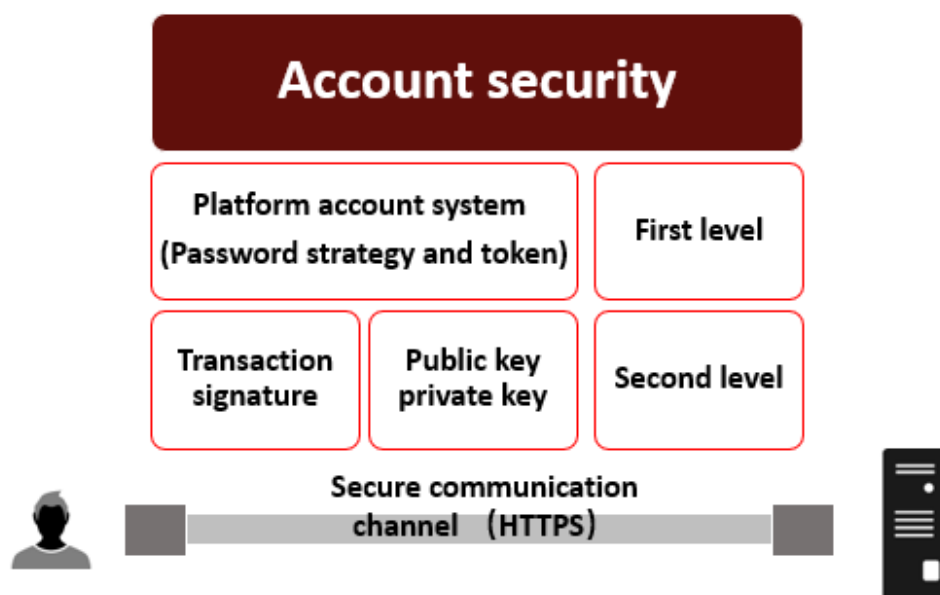 Account security
Platform account system
(Password strategy and token)
First level
Transaction
signature
Public key
private key
Second level
Secure communication
channel （HTTPS）